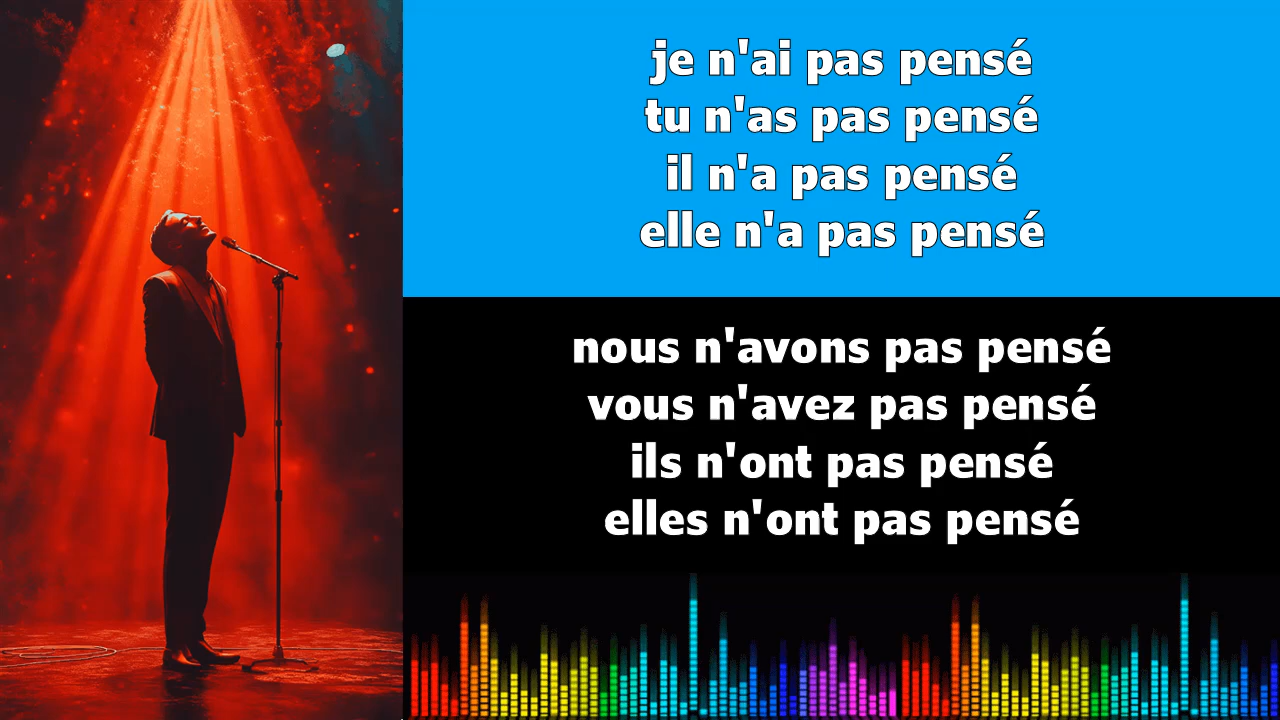 je n'ai pas pensé
tu n'as pas pensé
il n'a pas pensé
elle n'a pas pensé
nous n'avons pas pensé
vous n'avez pas pensé
ils n'ont pas pensé
elles n'ont pas pensé